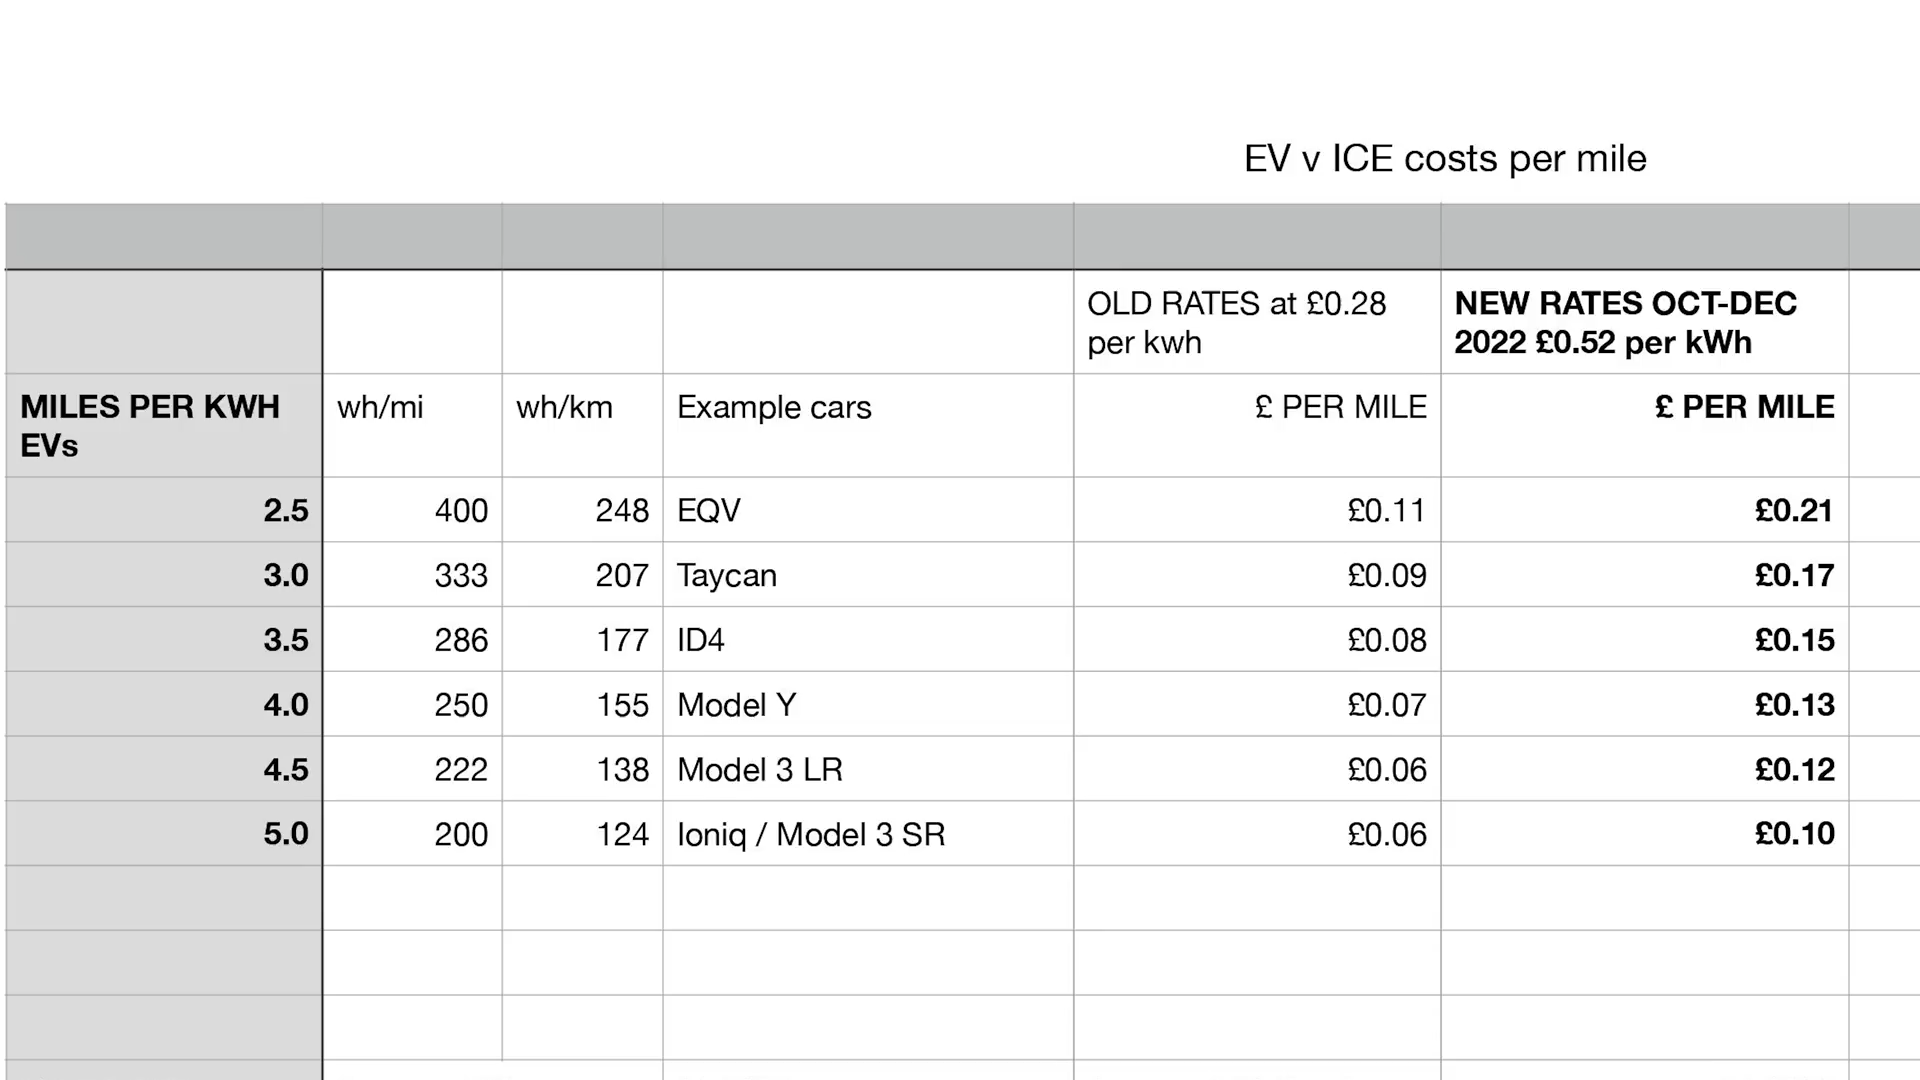 EV v ICE costs per mile
OLD RATES at £0.28
per kwh
NEW RATES OCT-DEC
2022 £0.52 per kWh
MILES PER KWH
EVs
wh/mi
wh/km
Example cars
£ PER MILE
£ PER MILE
2.5 400 248 EQV £0.11 £0.21
3.0 333 207 Taycan £0.09 £0.17
3.5 286 177 ID4 £0.08 £0.15
4.0 250 155 Model Y £0.07 £0.13
4.5 222 138 Model 3 LR £0.06 £0.12
5.0 200 124 Ioniq / Model 3 SR £0.06 £0.10